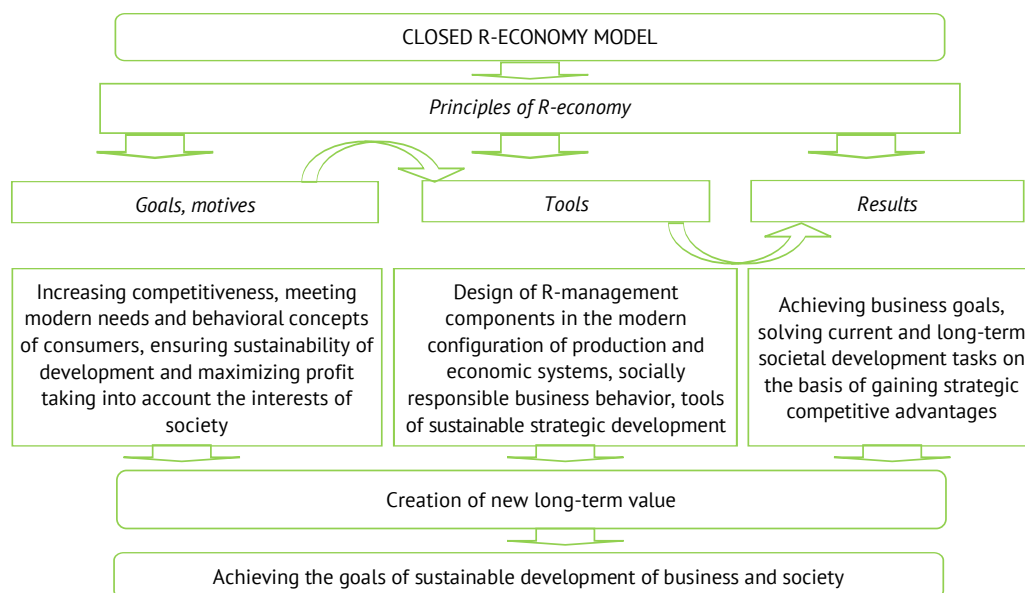 CLOSED R-ECONOMY MODEL
Principles of R-economy
Goals, motives
Tools
Results
Increasing competitiveness, meeting
modern needs and behavioral concepts
of consumers, ensuring sustainability of
development and maximizing profit
taking into account the interests of
society
Design of R-management
components in the modern
configuration of production and
economic systems, socially
responsible business behavior, tools
of sustainable strategic development
Achieving business goals,
solving current and long-term
societal development tasks on
the basis of gaining strategic
competitive advantages
Creation of new long-term value
Achieving the goals of sustainable development of business and society